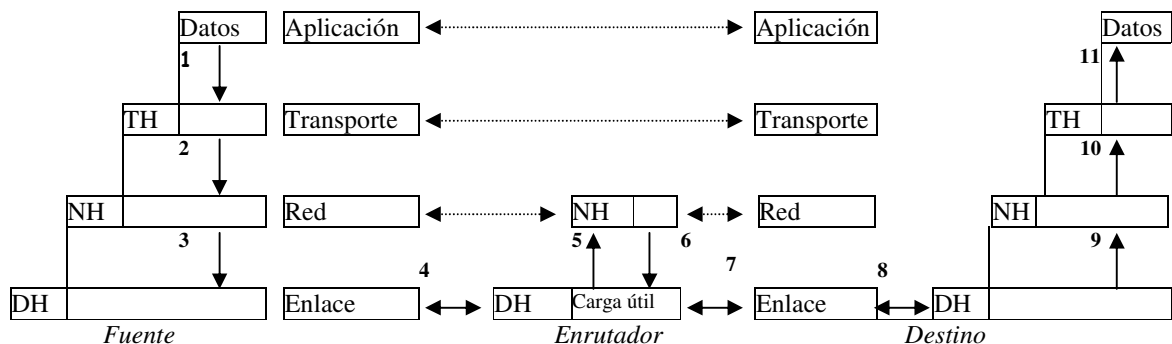 Datos Aplicación Aplicación Datos
1 11
TH Transporte Transporte TH
2 10
NH Red NH Red NH
3 5 6 9
4 7 8
DH Enlace DH Carga útil Enlace DH
Fuente Enrutador Destino